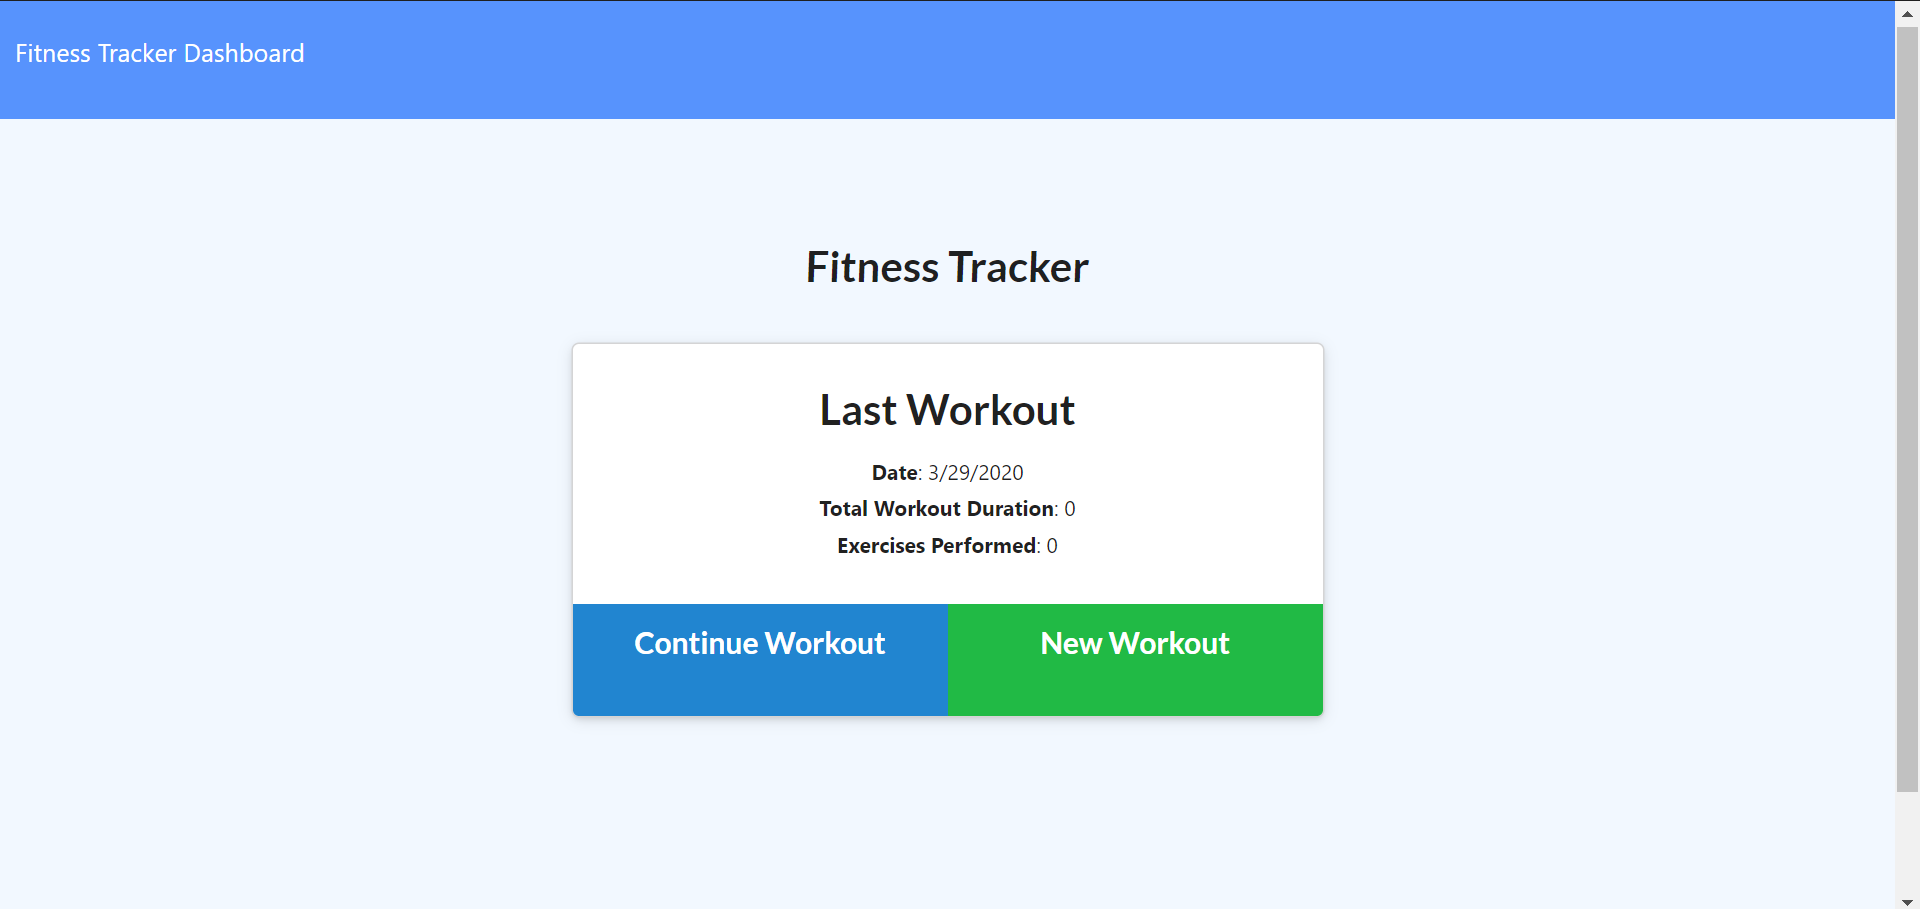 Fitness Tracker Dashboard
Fitness Tracker
Last Workout
Date: 3/29/2020
Total Workout Duration: 0
Exercises Performed: 0
Continue Workout
New Workout